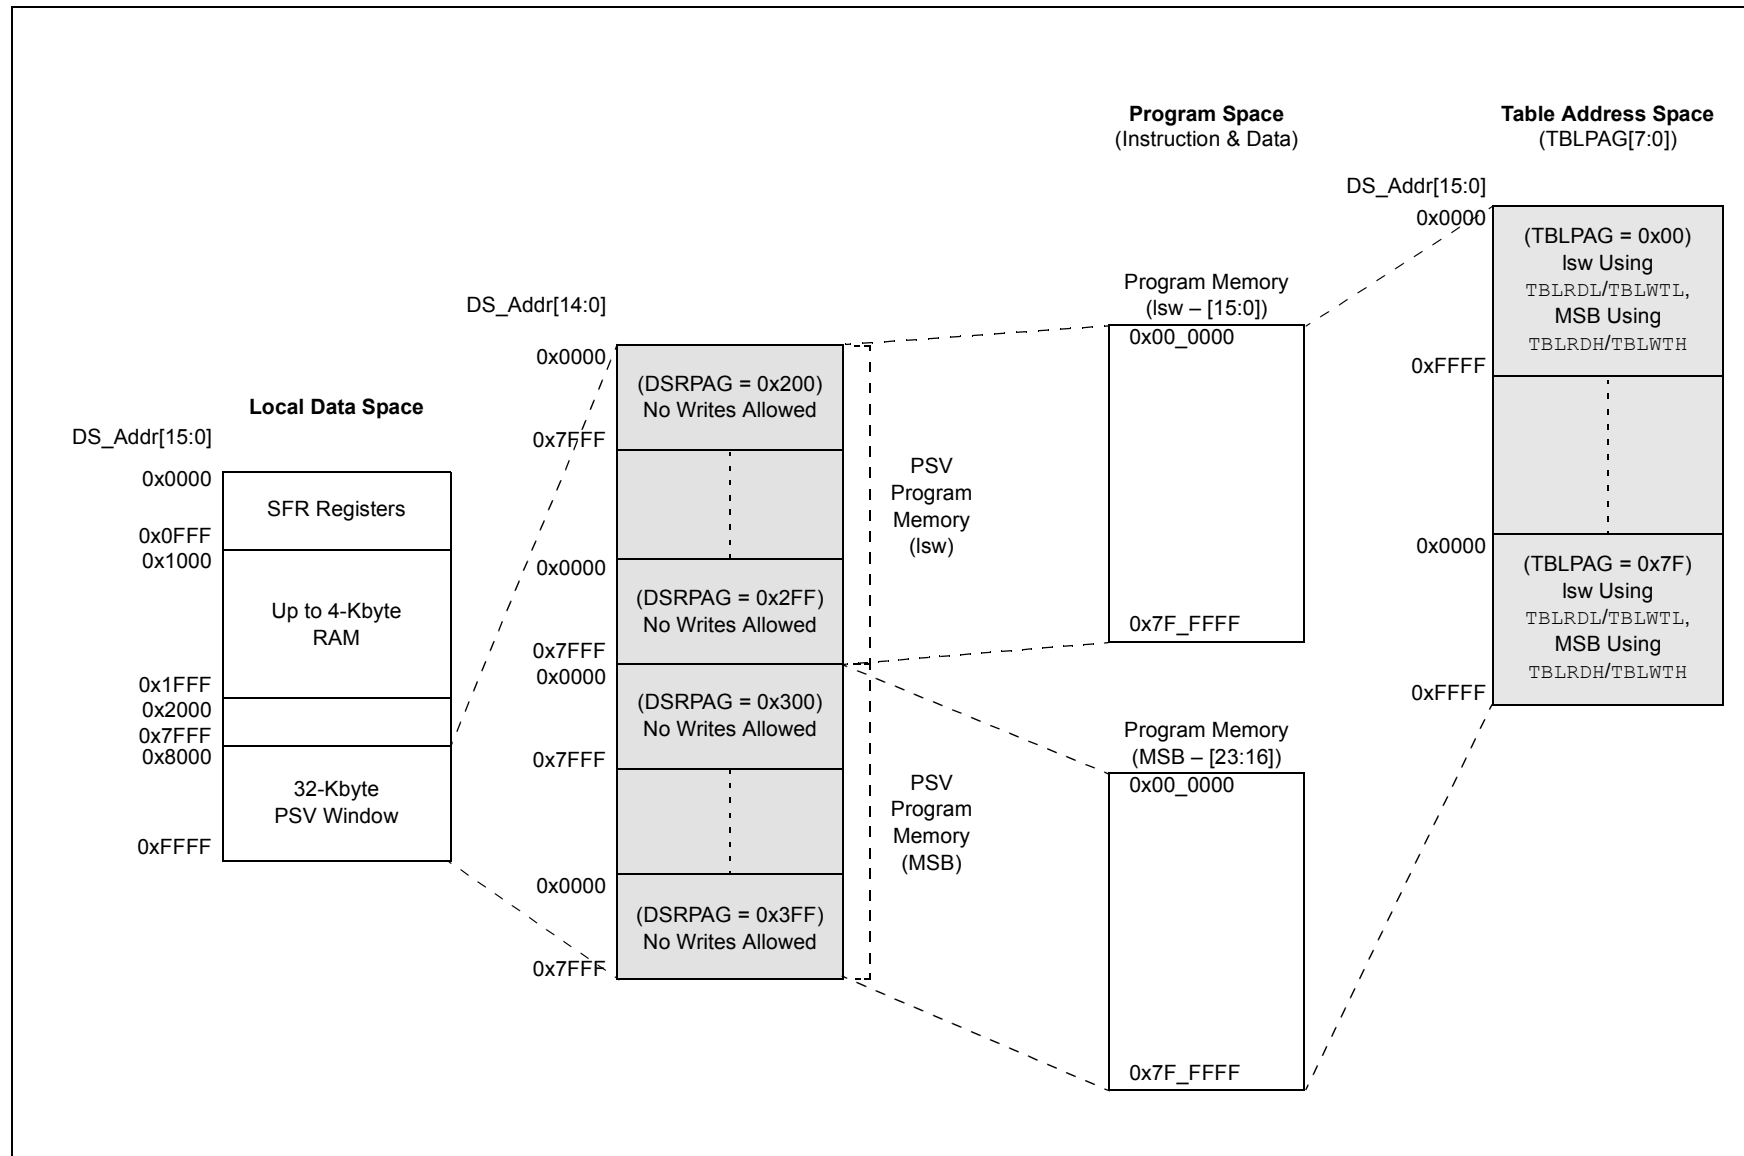 Local Data Space
DS_Addr[15:0]
0x0000
SFR Registers
0x0FFF
0x1000
Up to 4-Kbyte
RAM
0x1FFF
0x2000
0x7FFF
0x8000
32-Kbyte
PSV Window
0xFFFF
DS_Addr[14:0]
0x0000
(DSRPAG = 0x200)
No Writes Allowed
0x7FFF
0x0000
(DSRPAG = 0x2FF)
No Writes Allowed
0x7FFF
0x0000
(DSRPAG = 0x300)
No Writes Allowed
0x7FFF
0x0000
(DSRPAG = 0x3FF)
No Writes Allowed
0x7FFF
PSV
Program
Memory
(lsw)
PSV
Program
Memory
(MSB)
Program Space
(Instruction & Data)
Program Memory
(lsw – [15:0])
0x00_0000
0x7F_FFFF
Program Memory
(MSB – [23:16])
0x00_0000
0x7F_FFFF
Table Address Space
(TBLPAG[7:0])
DS_Addr[15:0]
0x0000
(TBLPAG = 0x00)
lsw Using
TBLRDL/TBLWTL,
MSB Using
TBLRDH/TBLWTH
0xFFFF
0x0000
(TBLPAG = 0x7F)
lsw Using
TBLRDL/TBLWTL,
MSB Using
TBLRDH/TBLWTH
0xFFFF